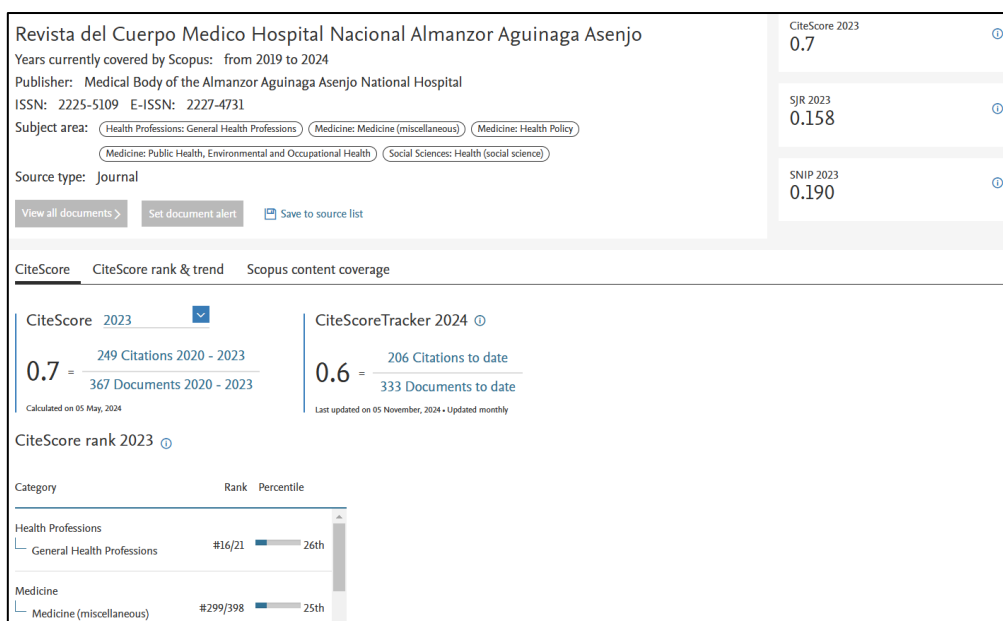 Revista del Cuerpo Medico Hospital Nacional Almanzor Aguinaga Asenjo
Years currently covered by Scopus: from 2019 to 2024
Publisher: Medical Body of the Almanzor Aguinaga Asenjo National Hospital
ISSN: 2225-5109 E-ISSN: 2227-4731
Subject area: Health Professions: General Health Professions Medicine: Medicine (miscellaneous) Medicine: Health Policy
Medicine: Public Health, Environmental and Occupational Health Social Sciences: Health (social science)
Source type: Journal
View all documents > Set document alert Save to source list
CiteScore 2023
0.7
SJR 2023
0.158
SNIP 2023
0.190
CiteScore CiteScore rank & trend Scopus content coverage
CiteScore 2023
0.7 =
249 Citations 2020 - 2023
367 Documents 2020 - 2023
Calculated on 05 May, 2024
CiteScoreTracker 2024
0.6 =
206 Citations to date
333 Documents to date
Last updated on 05 November, 2024 • Updated monthly
CiteScore rank 2023
Category Rank Percentile
Health Professions
General Health Professions #16/21 26th
Medicine
Medicine (miscellaneous) #299/398 25th